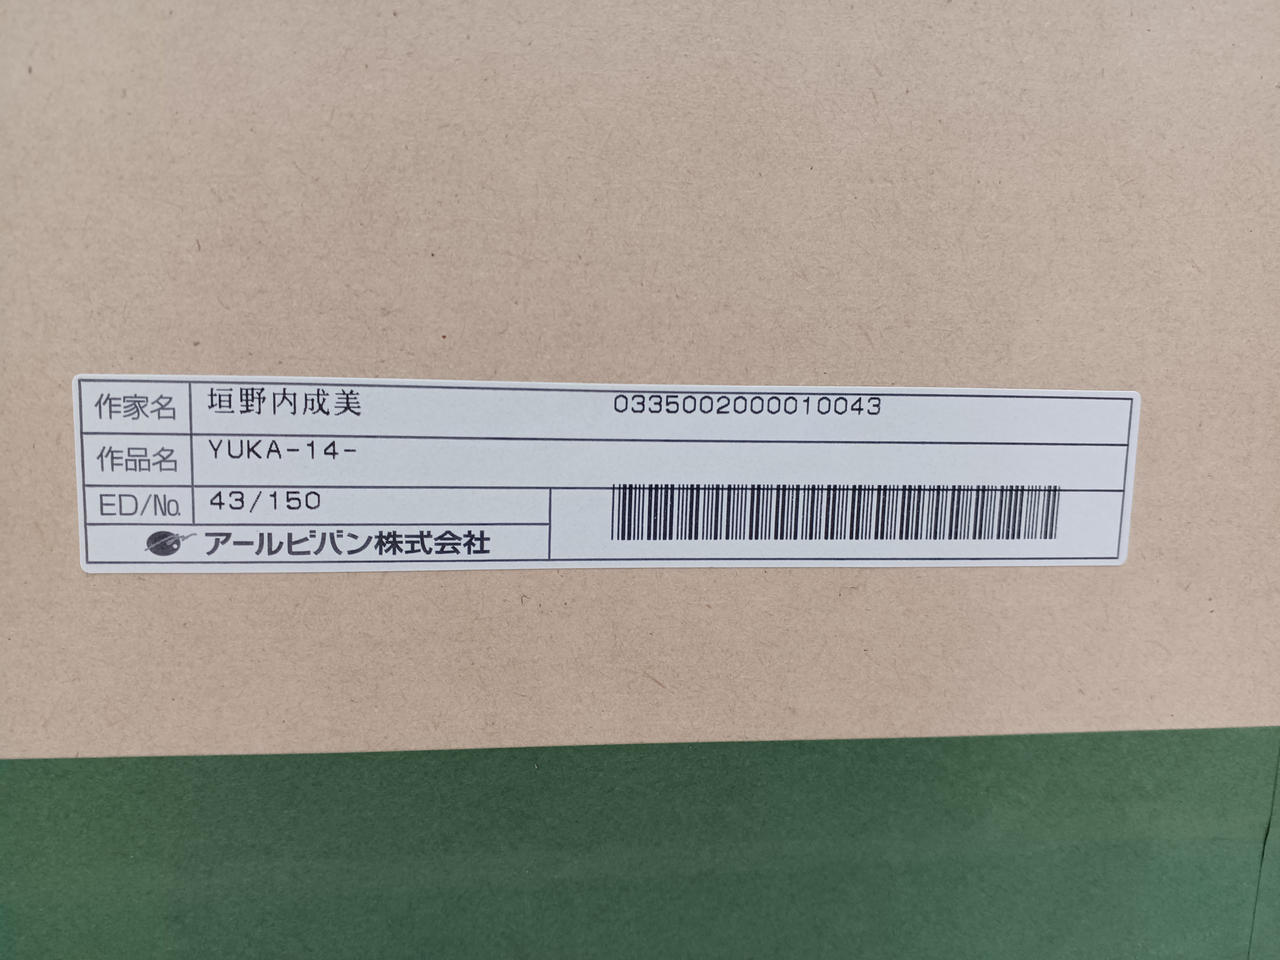 作家名 垣野内成美 0335002000010043
作品名 YUKA-14-
ED/No. 43/150
アールビバン株式会社